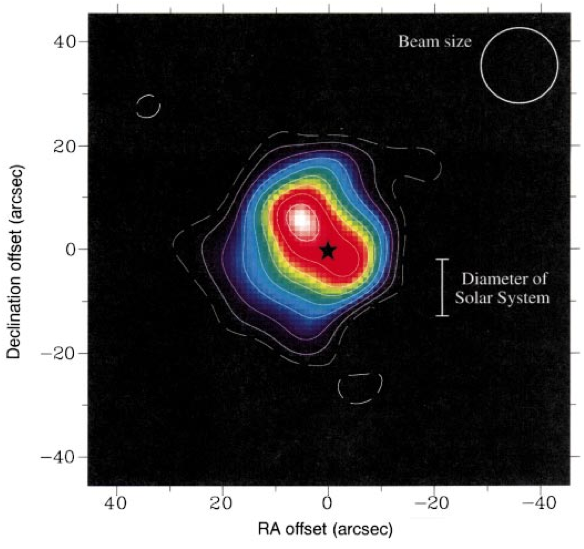 40
Beam size
20
0
Diameter of
Solar System
−20
−40
Declination offset (arcsec)
40 20 0 −20 −40
RA offset (arcsec)